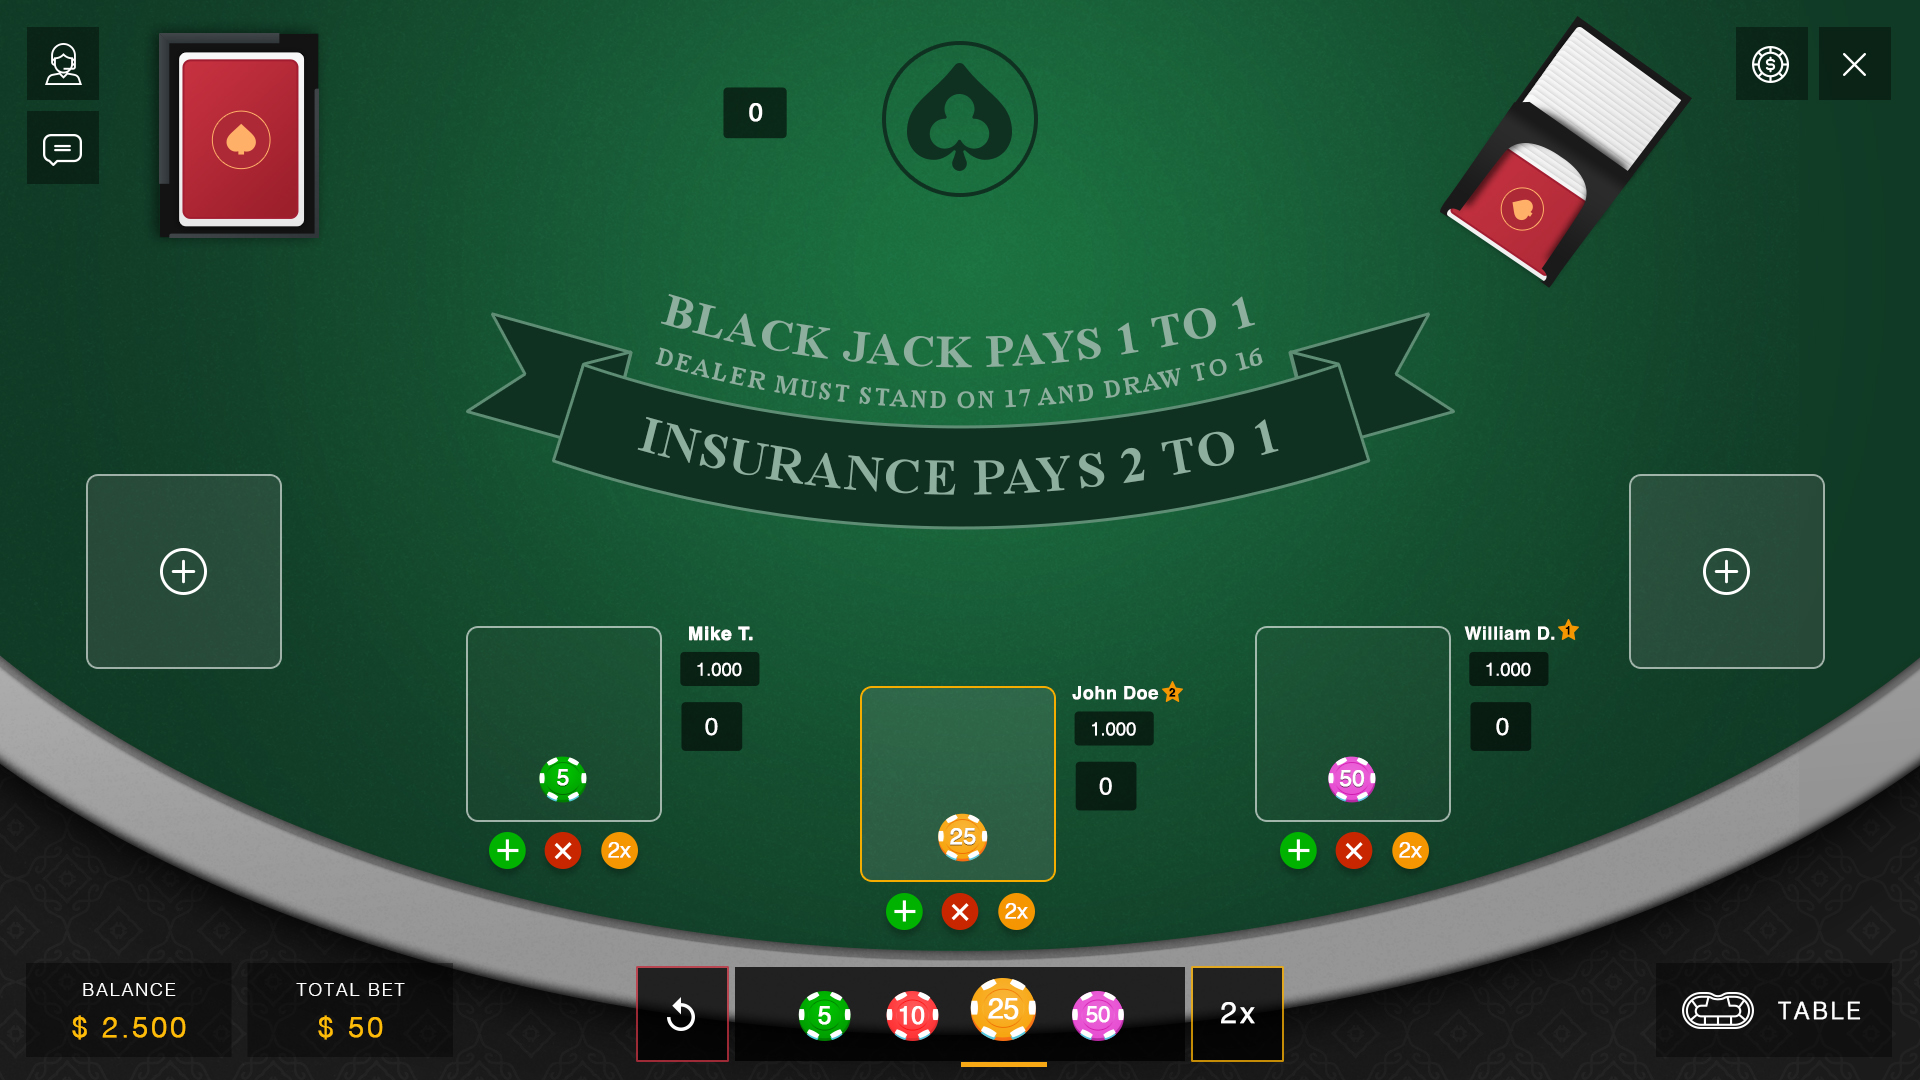 0
BLACK JACK PAYS 1 TO 1
DEALER MUST STAND ON 17 AND DRAW TO 16
INSURANCE PAYS 2 TO 1
Mike T.
1.000
0
5
2x
John Doe 2
1.000
0
25
2x
William D. 1
1.000
0
50
2x
BALANCE
$ 2.500
TOTAL BET
$ 50
5
10
25
50
2x
TABLE